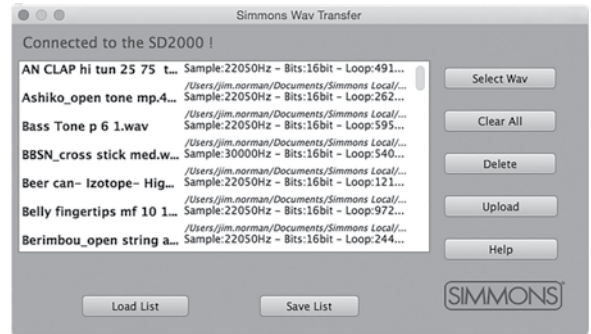 Simmons Wav Transfer
Connected to the SD2000 !
AN CLAP hi tun 25 75 t... Sample:22050Hz – Bits:16bit – Loop:491...
/Users/jim.norman/Documents/Simmons Local/...
Ashiko_open tone mp.4... Sample:22050Hz – Bits:16bit – Loop:262...
/Users/jim.norman/Documents/Simmons Local/...
Bass Tone p 6 1.wav Sample:22050Hz – Bits:16bit – Loop:595...
/Users/jim.norman/Documents/Simmons Local/...
BBSN_cross stick med.w... Sample:30000Hz – Bits:16bit – Loop:540...
/Users/jim.norman/Documents/Simmons Local/...
Beer can– Izotope– Hig... Sample:22050Hz – Bits:16bit – Loop:121...
/Users/jim.norman/Documents/Simmons Local/...
Belly fingertips mf 10 1... Sample:22050Hz – Bits:16bit – Loop:972...
/Users/jim.norman/Documents/Simmons Local/...
Berimbou_open string a... Sample:22050Hz – Bits:16bit – Loop:244...
Select Wav
Clear All
Delete
Upload
Help
Load List
Save List
SIMMONS